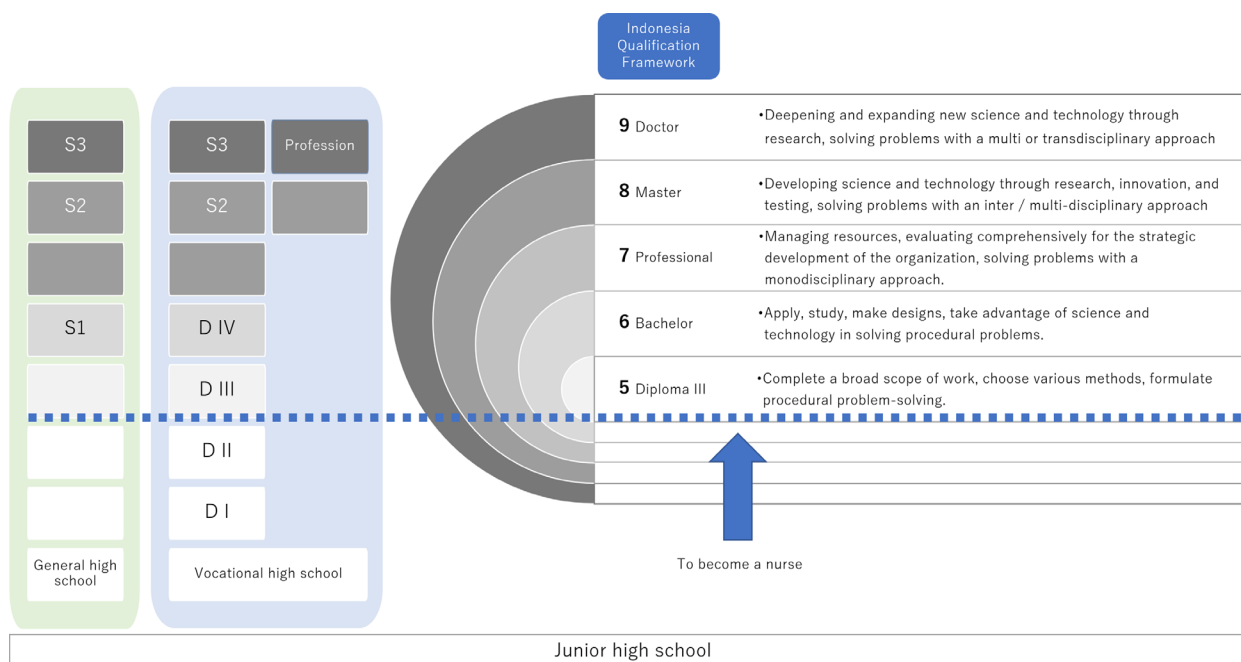 Indonesia
Qualification
Framework
S3
S2
S1
General high
school
S3
Profession
S2
D IV
D III
D II
D I
Vocational high school
9 Doctor
•Deepening and expanding new science and technology through
research, solving problems with a multi or transdisciplinary approach
8 Master
•Developing science and technology through research, innovation, and
testing, solving problems with an inter / multi-disciplinary approach
7 Professional
•Managing resources, evaluating comprehensively for the strategic
development of the organization, solving problems with a
monodisciplinary approach.
6 Bachelor
•Apply, study, make designs, take advantage of science and
technology in solving procedural problems.
5 Diploma III
•Complete a broad scope of work, choose various methods, formulate
procedural problem-solving.
To become a nurse
Junior high school